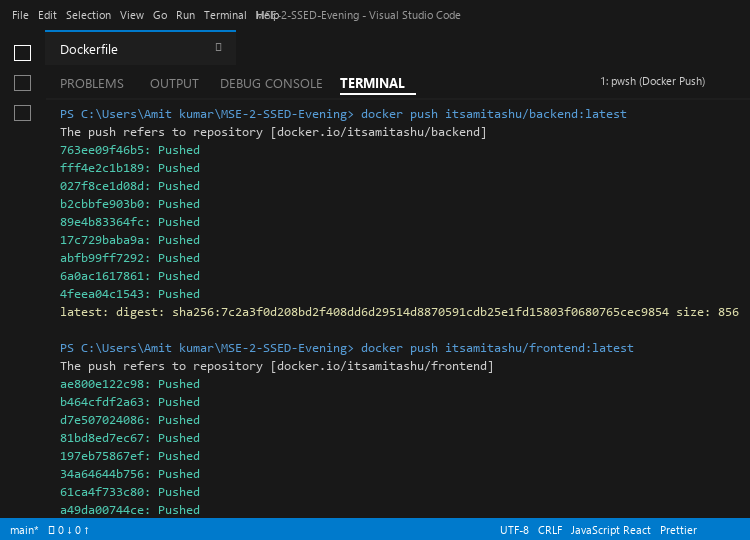 File Edit Selection View Go Run Terminal Help
MSE-2-SSED-Evening - Visual Studio Code
Dockerfile
PROBLEMS OUTPUT DEBUG CONSOLE TERMINAL 1: pwsh (Docker Push)
PS C:\Users\Amit kumar\MSE-2-SSED-Evening> docker push itsamitashu/backend:latest
The push refers to repository [docker.io/itsamitashu/backend]
763ee09f46b5: Pushed
fff4e2c1b189: Pushed
027f8ce1d08d: Pushed
b2cbbfe903b0: Pushed
89e4b83364fc: Pushed
17c729baba9a: Pushed
abfb99ff7292: Pushed
6a0ac1617861: Pushed
4feea04c1543: Pushed
latest: digest: sha256:7c2a3f0d208bd2f408dd6d29514d8870591cdb25e1fd15803f0680765cec9854 size: 856
PS C:\Users\Amit kumar\MSE-2-SSED-Evening> docker push itsamitashu/frontend:latest
The push refers to repository [docker.io/itsamitashu/frontend]
ae800e122c98: Pushed
b464cfdf2a63: Pushed
d7e507024086: Pushed
81bd8ed7ec67: Pushed
197eb75867ef: Pushed
34a64644b756: Pushed
61ca4f733c80: Pushed
a49da00744ce: Pushed
main* 0 ↓ 0 ↑ UTF-8 CRLF JavaScript React Prettier